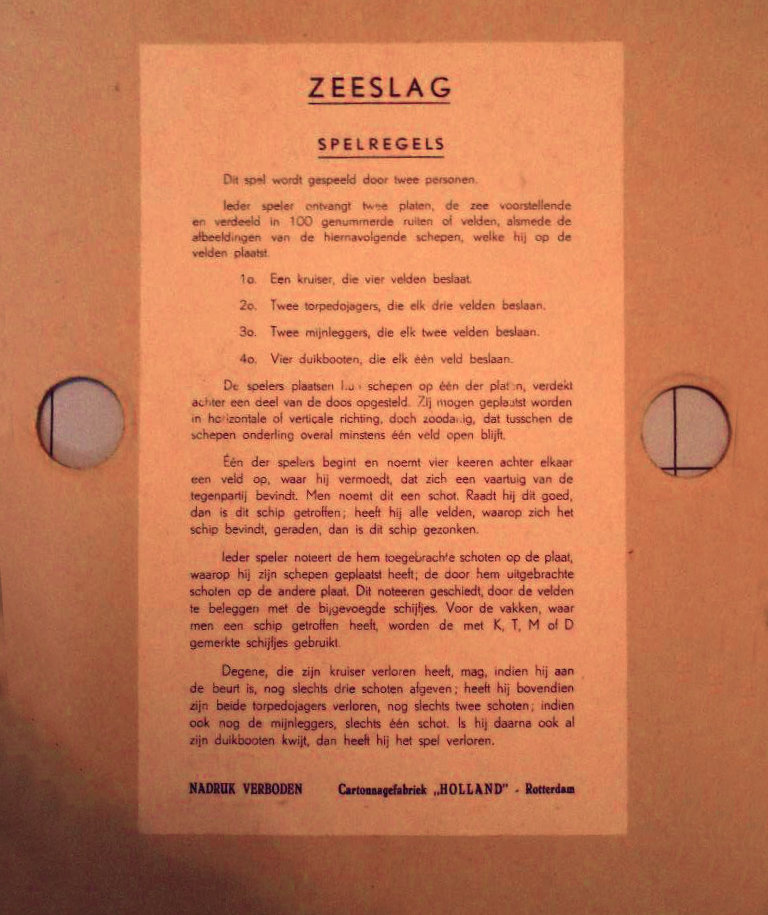 ZEESLAG
SPELREGELS
Dit spel wordt gespeeld door twee personen.
Ieder speler ontvangt twee platen, de zee voorstellende
en verdeeld in 100 genummerde ruiten of velden, alsmede de
afbeeldingen van de hiernavolgende schepen, welke hij op de
velden plaatst.
1o. Een kruiser, die vier velden beslaat.
2o. Twee torpedojagers, die elk drie velden beslaan.
3o. Twee mijnleggers, die elk twee velden beslaan.
4o. Vier duikbooten, die elk één veld beslaan.
De spelers plaatsen hun schepen op één der platen, verdekt
achter een deel van de doos opgesteld. Zij mogen geplaatst worden
in horizontale of verticale richting, doch zoodanig, dat tusschen de
schepen onderling overal minstens één veld open blijft.
Één der spelers begint en noemt vier keeren achter elkaar
een veld op, waar hij vermoedt, dat zich een vaartuig van de
tegenpartij bevindt. Men noemt dit een schot. Raadt hij dit goed,
dan is dit schip getroffen; heeft hij alle velden, waarop zich het
schip bevindt, geraden, dan is dit schip gezonken.
Ieder speler noteert de hem toegebrachte schoten op de plaat,
waarop hij zijn schepen geplaatst heeft; de door hem uitgebrachte
schoten op de andere plaat. Dit noteeren geschiedt, door de velden
te beleggen met de bijgevoegde schijfjes. Voor de vakken, waar
men een schip getroffen heeft, worden de met K, T, M of D
gemerkte schijfjes gebruikt.
Degene, die zijn kruiser verloren heeft, mag, indien hij aan
de beurt is, nog slechts drie schoten afgeven; heeft hij bovendien
zijn beide torpedojagers verloren, nog slechts twee schoten; indien
ook nog de mijnleggers, slechts één schot. Is hij daarna ook al
zijn duikbooten kwijt, dan heeft hij het spel verloren.
NADRUK VERBODEN Cartonnagefabriek „HOLLAND" - Rotterdam